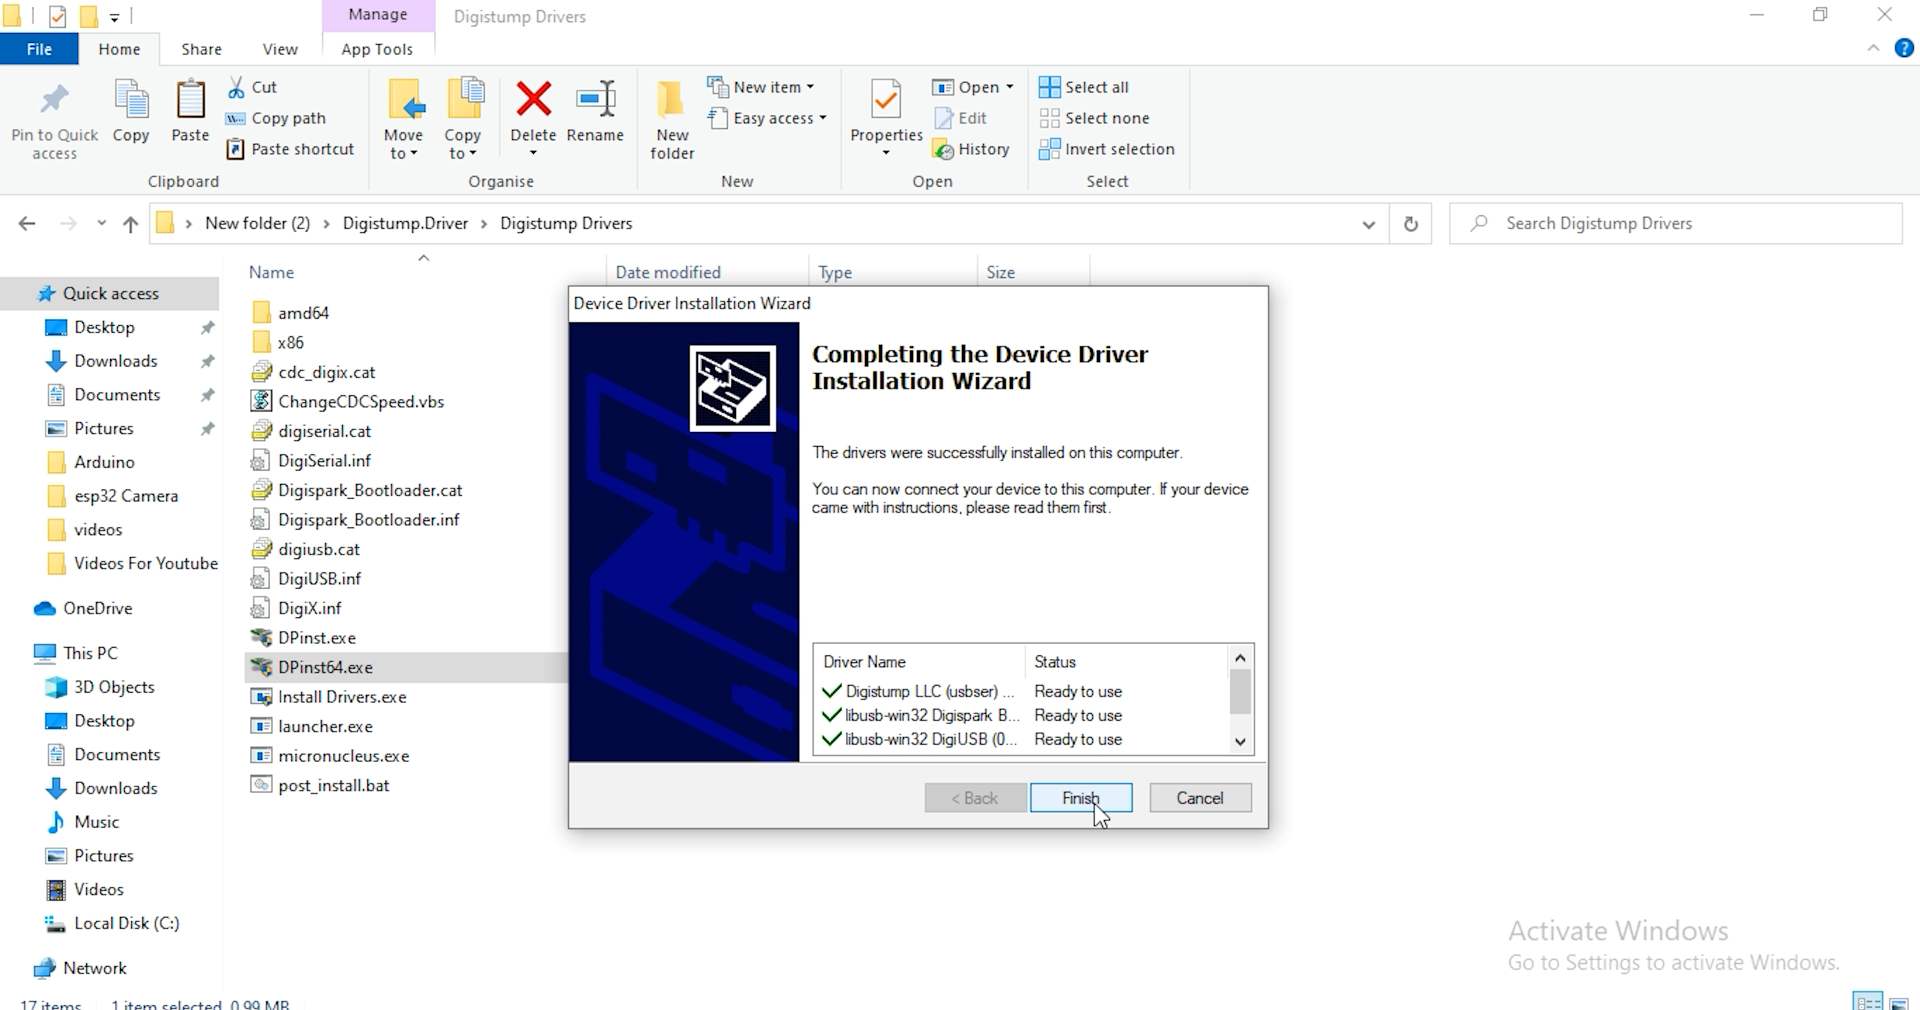 Manage
Digistump Drivers
File
Home
Share
View
App Tools
Pin to Quick
access
Copy
Paste
Cut
Copy path
Paste shortcut
Clipboard
Move
to
Copy
to
Delete
Rename
Organise
New
folder
New item
Easy access
New
Properties
Open
Edit
History
Open
Select all
Select none
Invert selection
Select
New folder (2) › Digistump.Driver › Digistump Drivers
Search Digistump Drivers
Name
Date modified
Type
Size
Quick access
Desktop
Downloads
Documents
Pictures
Arduino
esp32 Camera
videos
Videos For Youtube
OneDrive
This PC
3D Objects
Desktop
Documents
Downloads
Music
Pictures
Videos
Local Disk (C:)
Network
amd64
x86
cdc_digix.cat
ChangeCDCSpeed.vbs
digiserial.cat
DigiSerial.inf
Digispark_Bootloader.cat
Digispark_Bootloader.inf
digiusb.cat
DigiUSB.inf
DigiX.inf
DPinst.exe
DPinst64.exe
Install Drivers.exe
launcher.exe
micronucleus.exe
post_install.bat
Device Driver Installation Wizard
Completing the Device Driver
Installation Wizard
The drivers were successfully installed on this computer.
You can now connect your device to this computer. If your device
came with instructions, please read them first.
Driver Name Status
Digistump LLC (usbser) ... Ready to use
libusb-win32 Digispark B... Ready to use
libusb-win32 DigiUSB (0... Ready to use
< Back
Finish
Cancel
Activate Windows
Go to Settings to activate Windows.
17 items
1 item selected 0.99 MB